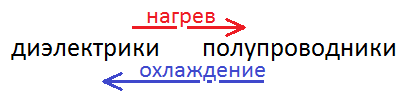 нагрев
диэлектрики полупроводники
охлаждение